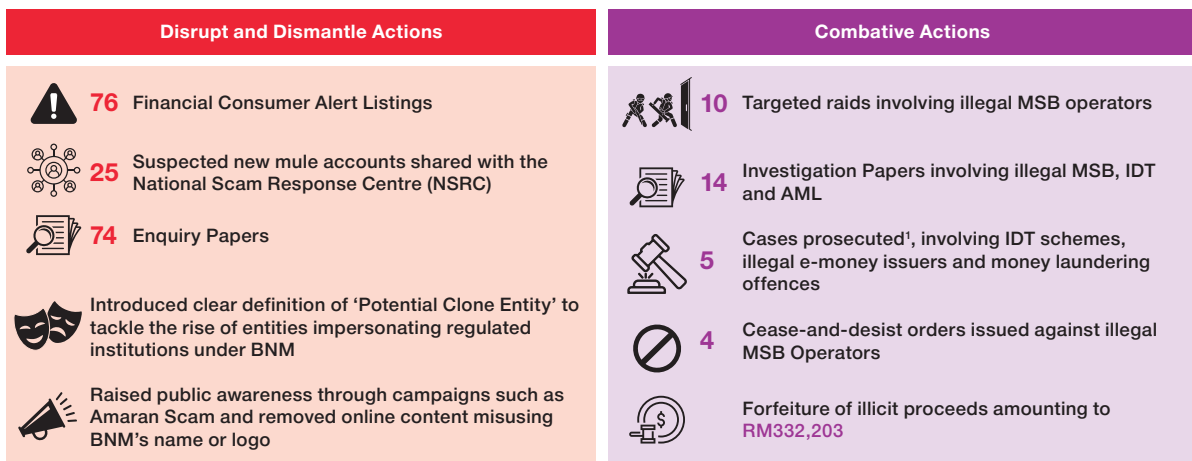 Disrupt and Dismantle Actions
76 Financial Consumer Alert Listings
25 Suspected new mule accounts shared with the
National Scam Response Centre (NSRC)
74 Enquiry Papers
Introduced clear definition of ‘Potential Clone Entity’ to
tackle the rise of entities impersonating regulated
institutions under BNM
Raised public awareness through campaigns such as
Amaran Scam and removed online content misusing
BNM’s name or logo
Combative Actions
10 Targeted raids involving illegal MSB operators
14 Investigation Papers involving illegal MSB, IDT
and AML
5 Cases prosecuted¹, involving IDT schemes,
illegal e-money issuers and money laundering
offences
4 Cease-and-desist orders issued against illegal
MSB Operators
$
Forfeiture of illicit proceeds amounting to
RM332,203